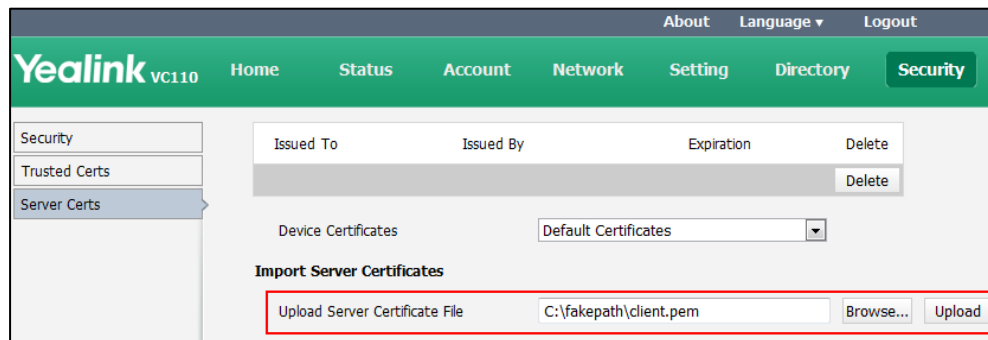 About Language Logout
Yealink VC110 Home Status Account Network Setting Directory Security
Security
Trusted Certs
Server Certs
Issued To Issued By Expiration Delete
Delete
Device Certificates Default Certificates
Import Server Certificates
Upload Server Certificate File C:\fakepath\client.pem Browse... Upload